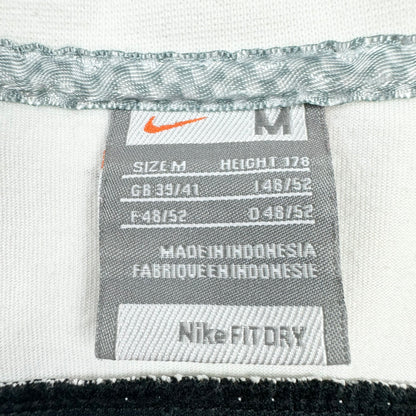 M
SIZE M HEIGHT 178
GB 39/41 I 48/52
F 48/52 D 48/52
MADE IN INDONESIA
FABRIQUE EN INDONESIE
Nike FIT DRY